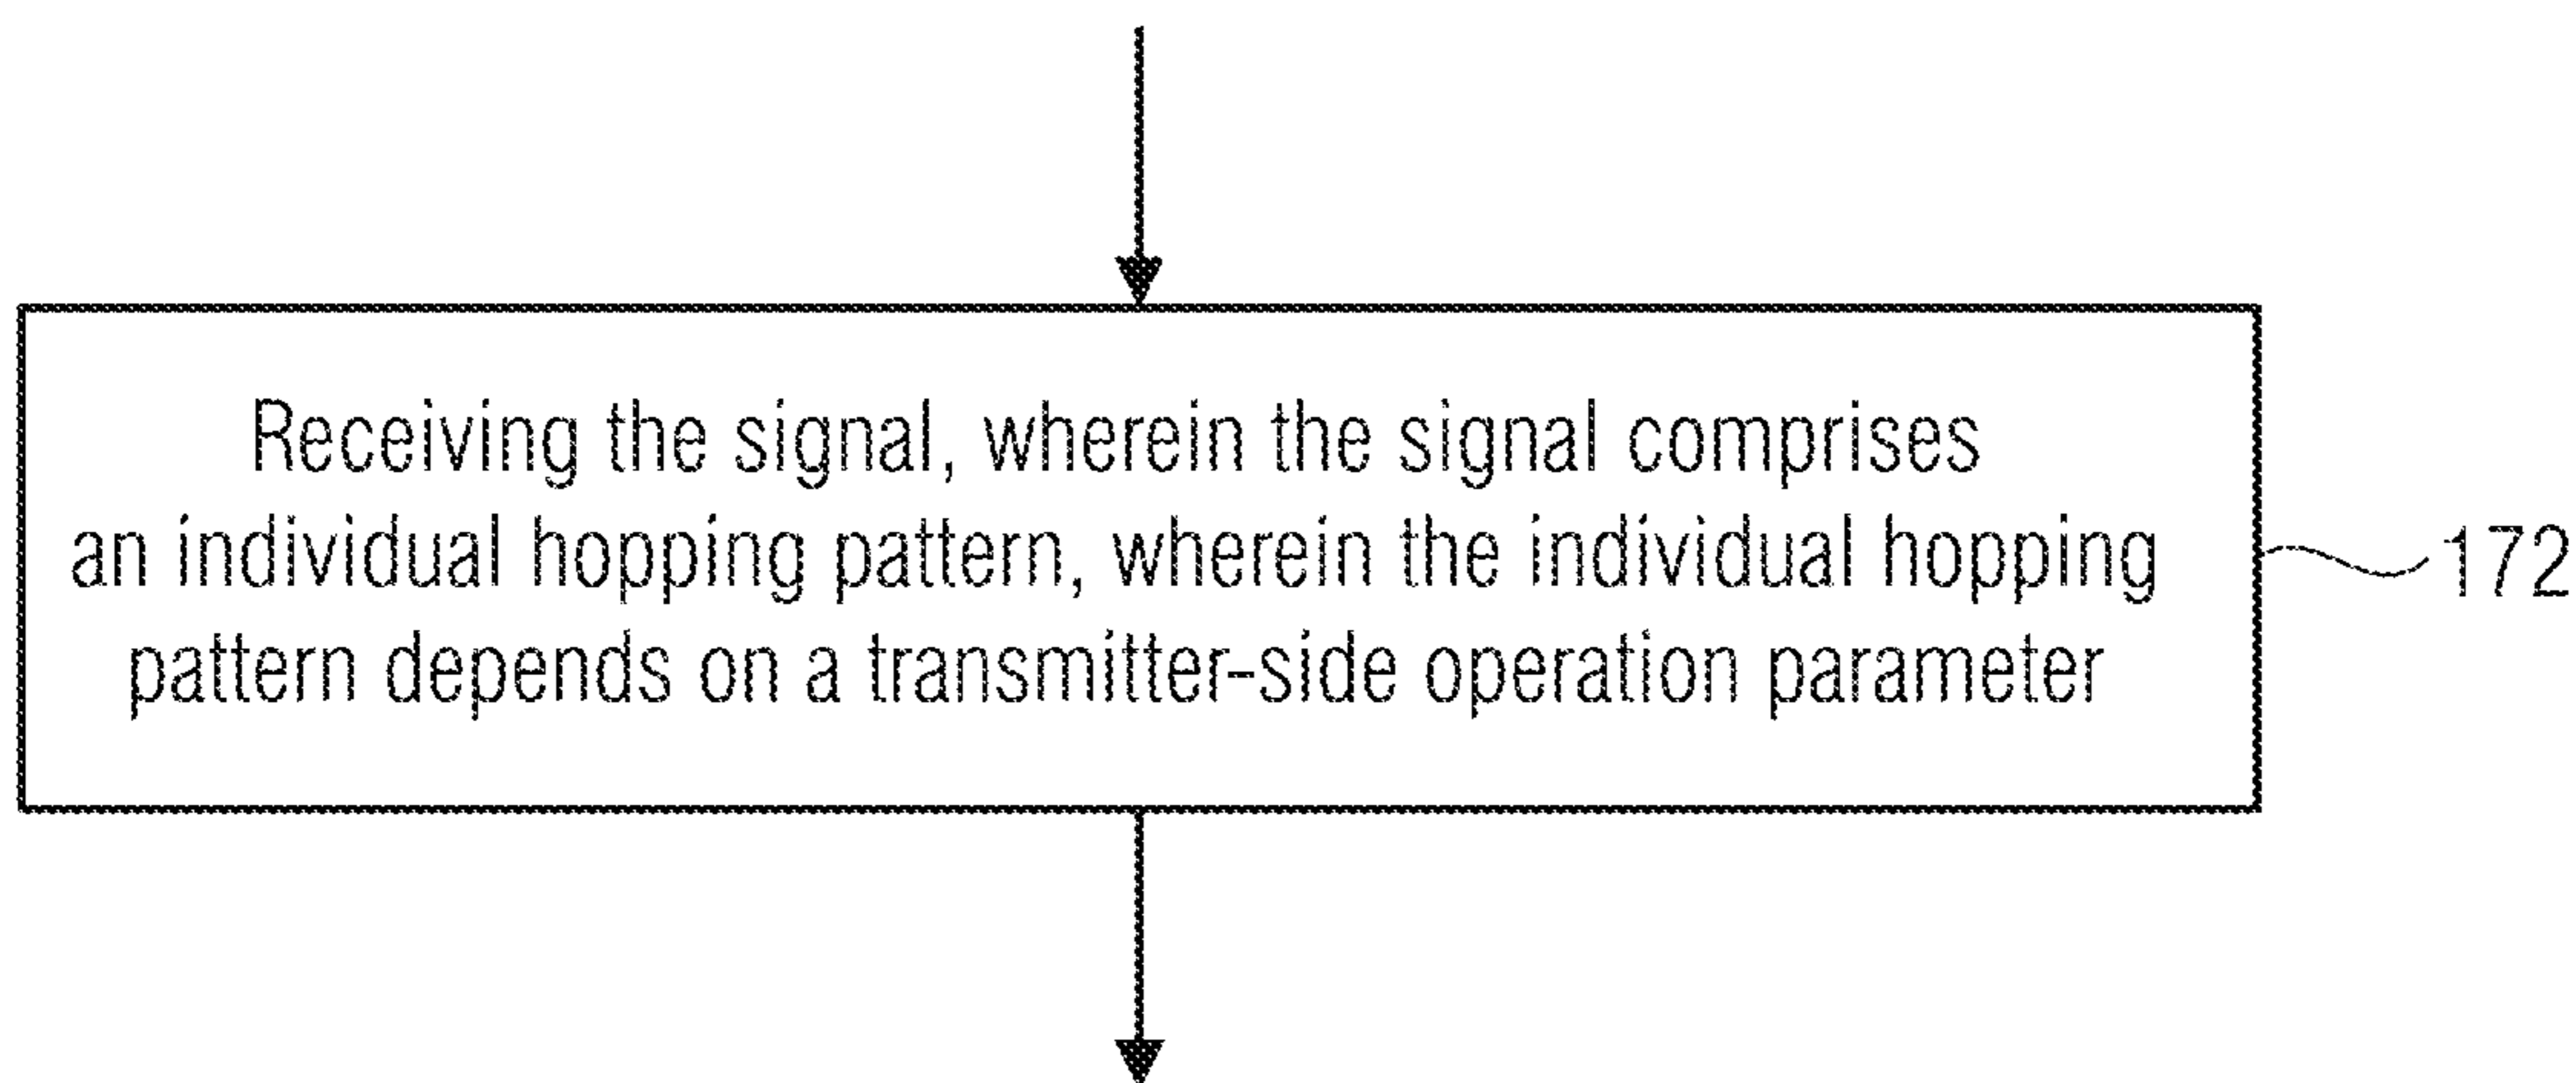 Receiving the signal, wherein the signal comprises
an individual hopping pattern, wherein the individual hopping
pattern depends on a transmitter-side operation parameter
172